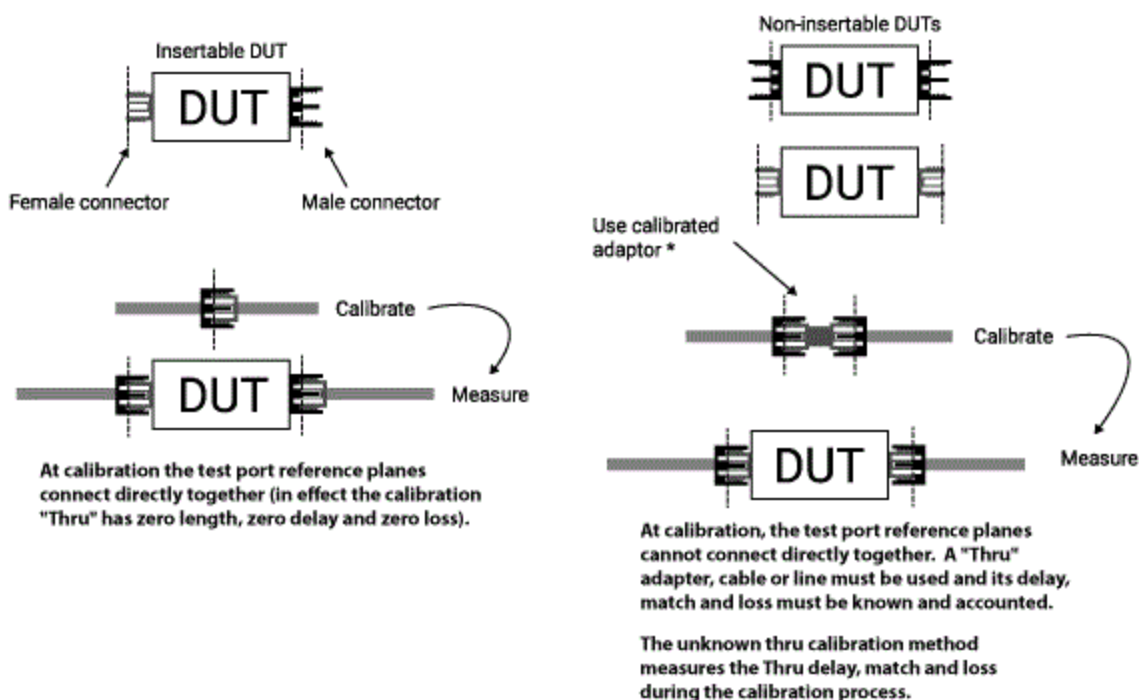 Insertable DUT
DUT
Female connector
Male connector
Calibrate
DUT
Measure
At calibration the test port reference planes
connect directly together (in effect the calibration
"Thru" has zero length, zero delay and zero loss).
Non-insertable DUTs
DUT
DUT
Use calibrated
adaptor *
Calibrate
DUT
Measure
At calibration, the test port reference planes
cannot connect directly together. A "Thru"
adapter, cable or line must be used and its delay,
match and loss must be known and accounted.
The unknown thru calibration method
measures the Thru delay, match and loss
during the calibration process.